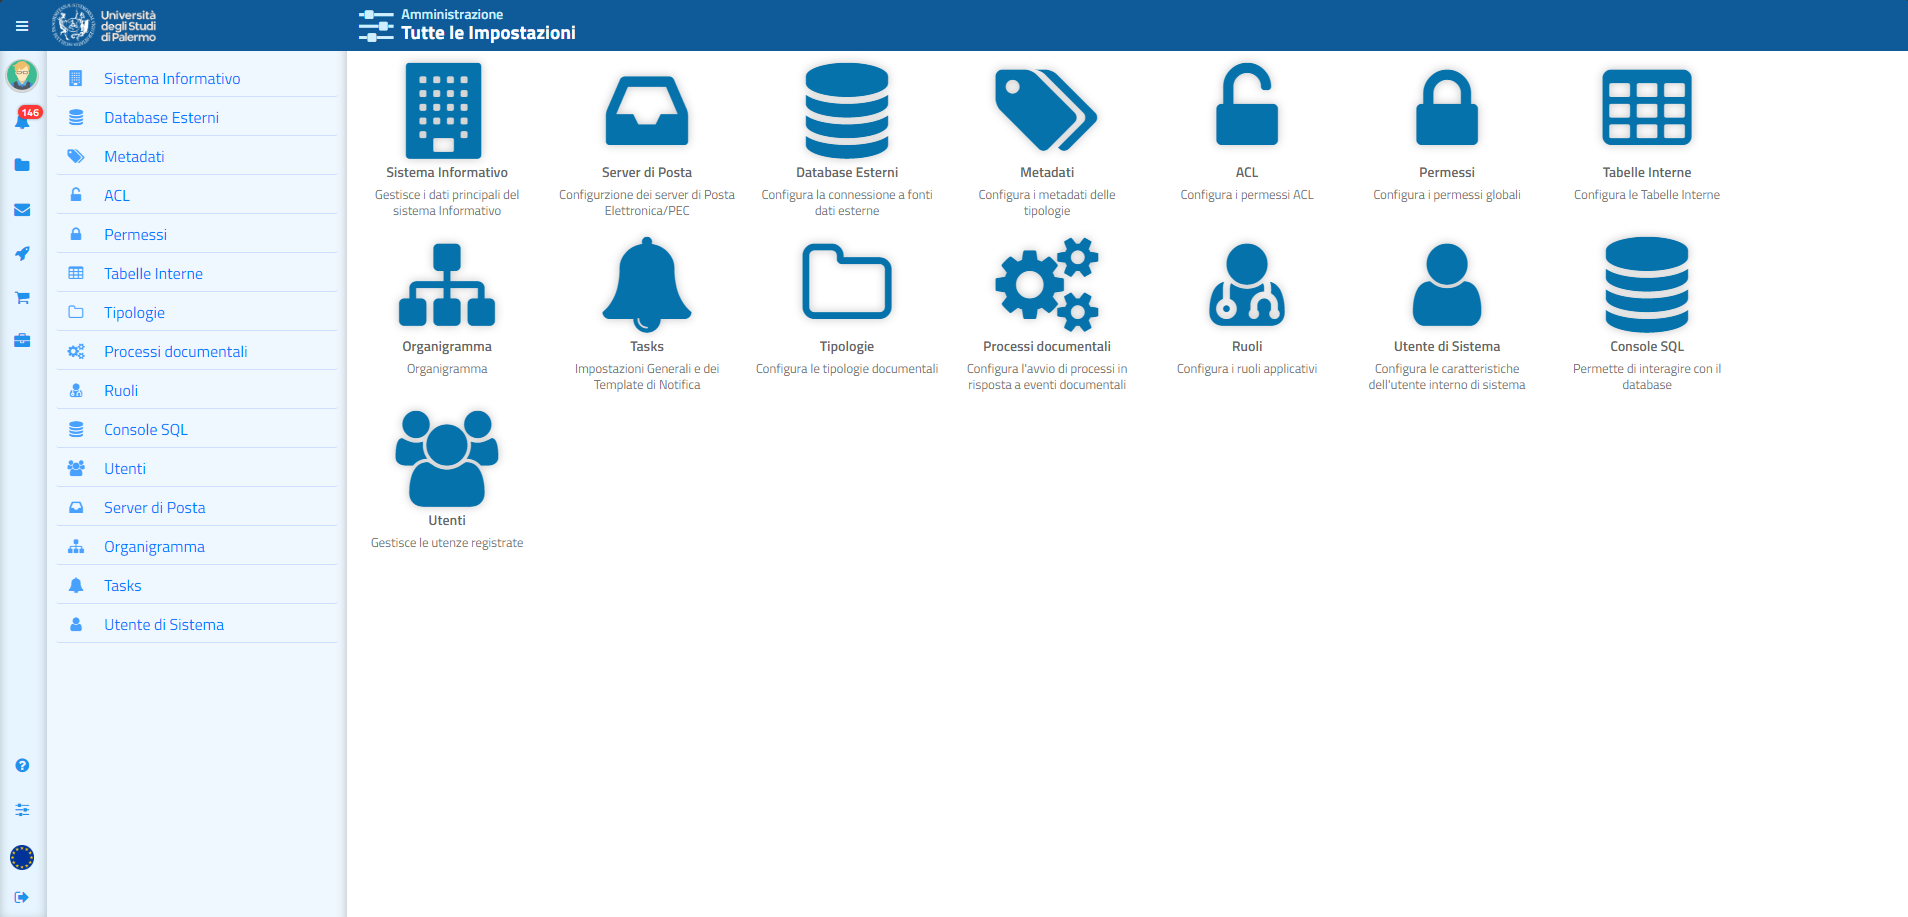 Università
degli Studi
di Palermo
Amministrazione
Tutte le Impostazioni
146
Sistema Informativo
Database Esterni
Metadati
ACL
Permessi
Tabelle Interne
Tipologie
Processi documentali
Ruoli
Console SQL
Utenti
Server di Posta
Organigramma
Tasks
Utente di Sistema
Sistema Informativo
Gestisce i dati principali del
sistema Informativo
Server di Posta
Configurzione dei server di Posta
Elettronica/PEC
Database Esterni
Configura la connessione a fonti
dati esterne
Metadati
Configura i metadati delle
tipologie
ACL
Configura i permessi ACL
Permessi
Configura i permessi globali
Tabelle Interne
Configura le Tabelle Interne
Organigramma
Organigramma
Tasks
Impostazioni Generali e dei
Template di Notifica
Tipologie
Configura le tipologie documentali
Processi documentali
Configura l'avvio di processi in
risposta a eventi documentali
Ruoli
Configura i ruoli applicativi
Utente di Sistema
Configura le caratteristiche
dell'utente interno di sistema
Console SQL
Permette di interagire con il
database
Utenti
Gestisce le utenze registrate